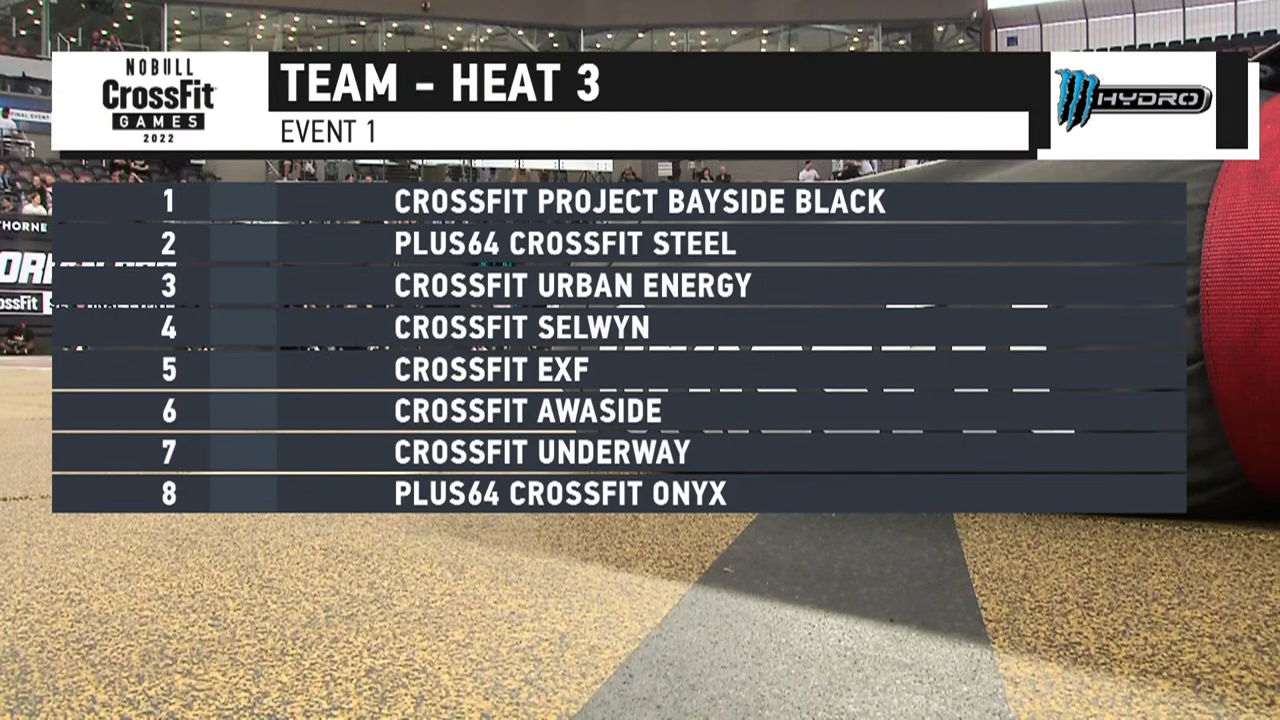 NOBULL
CrossFit
GAMES
2022
TEAM - HEAT 3
EVENT 1
HYDRO
1 CROSSFIT PROJECT BAYSIDE BLACK
2 PLUS64 CROSSFIT STEEL
3 CROSSFIT URBAN ENERGY
4 CROSSFIT SELWYN
5 CROSSFIT EXF
6 CROSSFIT AWASIDE
7 CROSSFIT UNDERWAY
8 PLUS64 CROSSFIT ONYX